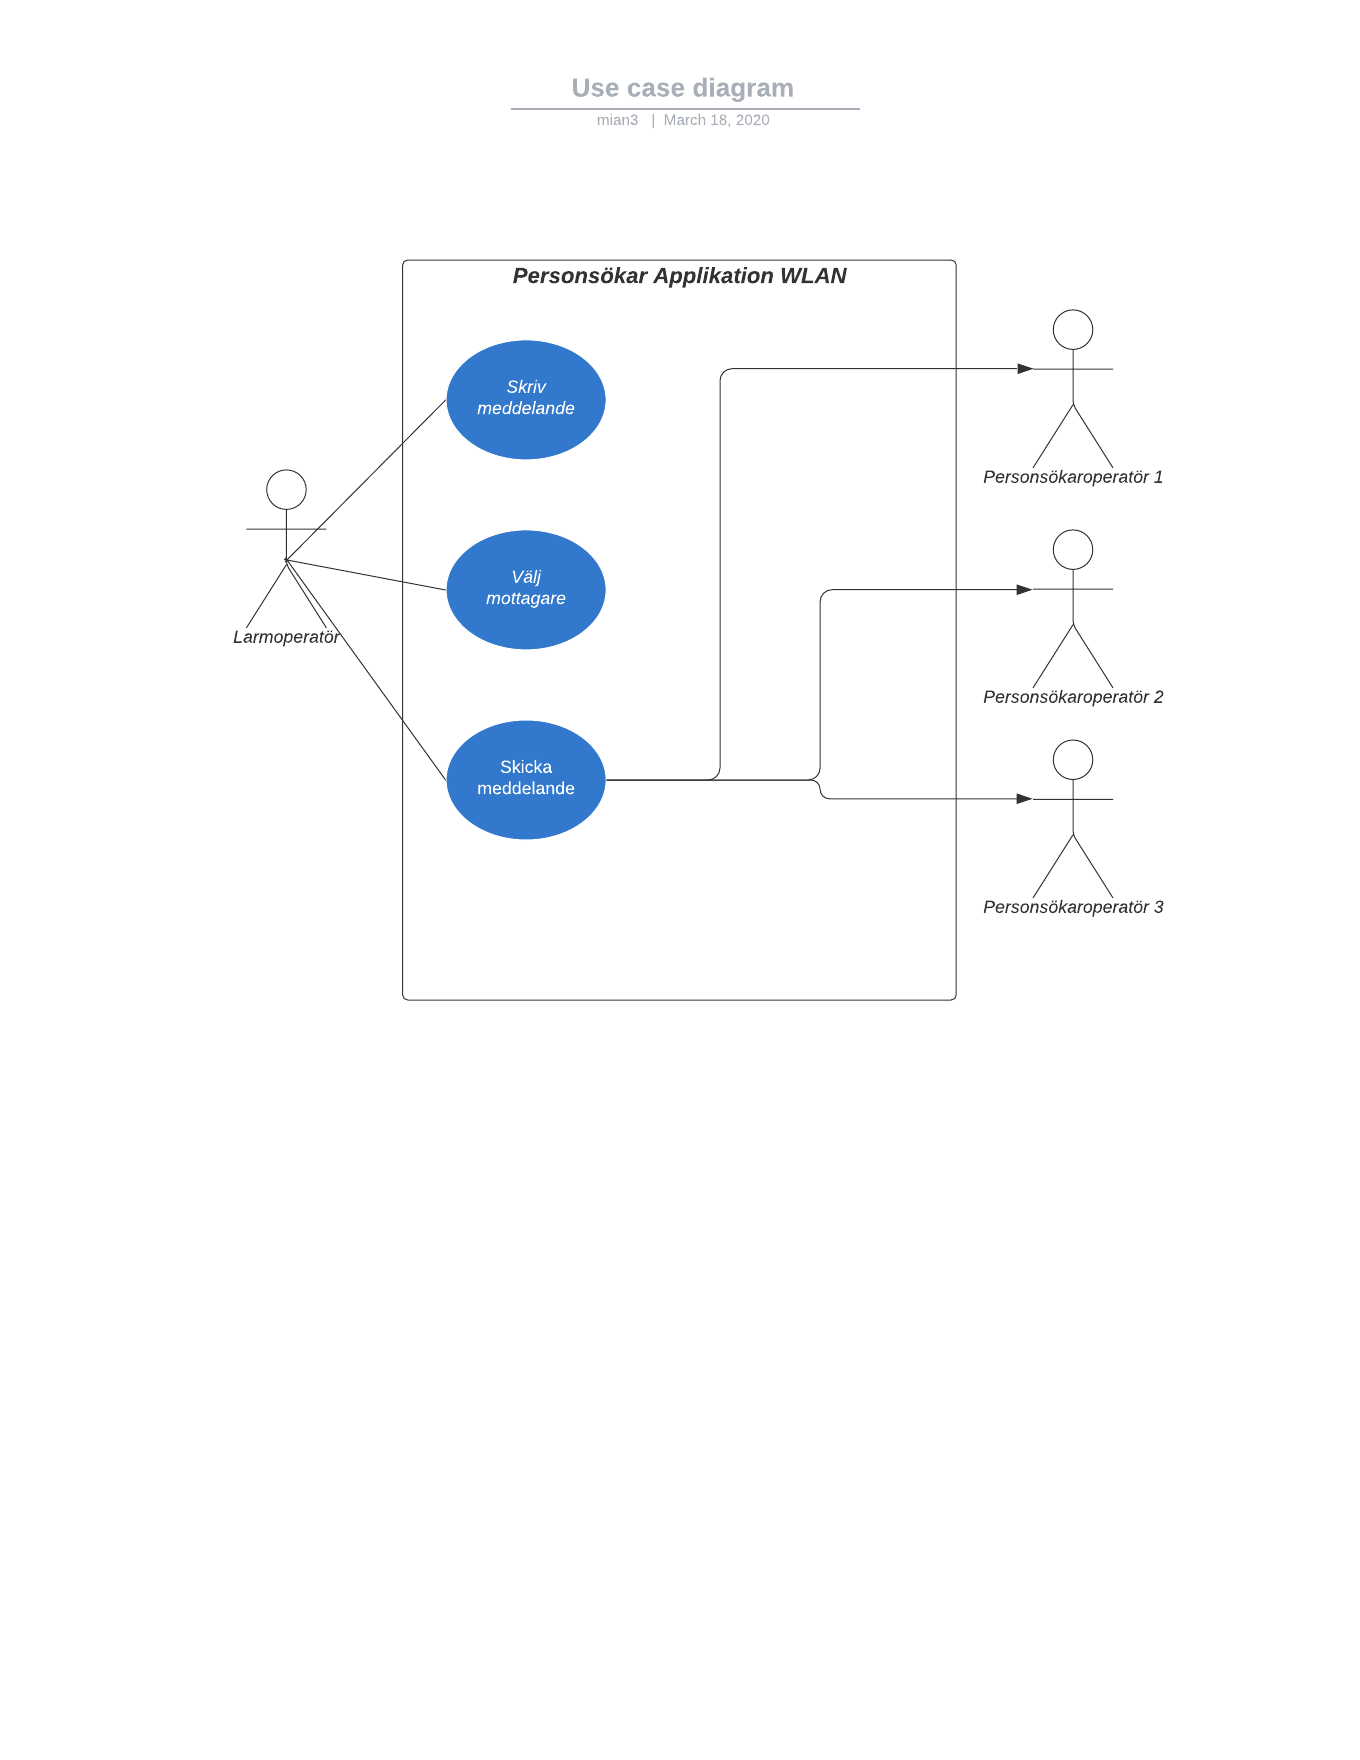 Use case diagram
mian3 | March 18, 2020
Personsökar Applikation WLAN
Skriv
meddelande
Välj
mottagare
Skicka
meddelande
Larmoperatör
Personsökaroperatör 1
Personsökaroperatör 2
Personsökaroperatör 3